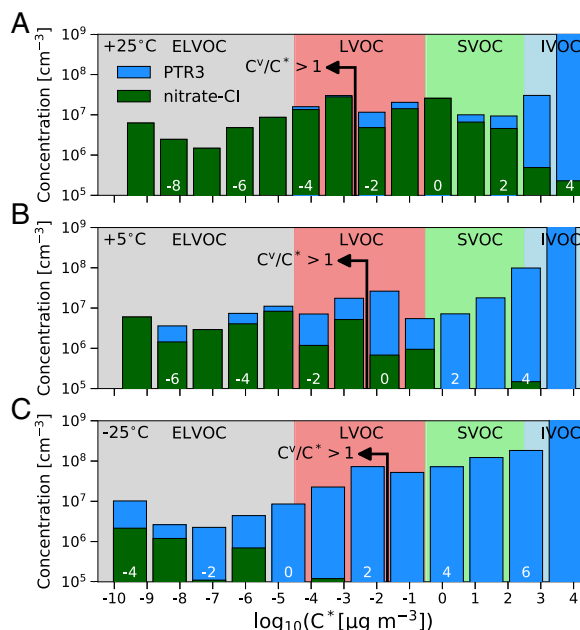 A
+25°C
ELVOC
LVOC
SVOC
IVOC
PTR3
nitrate-CI
Cᵛ/C* > 1
Concentration [cm⁻³]
10⁹
10⁸
10⁷
10⁶
10⁵
-8 -6 -4 -2 0 2 4
B
+5°C
ELVOC
LVOC
SVOC
IVOC
Cᵛ/C* > 1
Concentration [cm⁻³]
10⁹
10⁸
10⁷
10⁶
10⁵
-6 -4 -2 0 2 4
C
-25°C
ELVOC
LVOC
SVOC
IVOC
Cᵛ/C* > 1
Concentration [cm⁻³]
10⁹
10⁸
10⁷
10⁶
10⁵
-4 -2 0 2 4 6
-10 -9 -8 -7 -6 -5 -4 -3 -2 -1 0 1 2 3 4
log₁₀(C*[µg m⁻³])